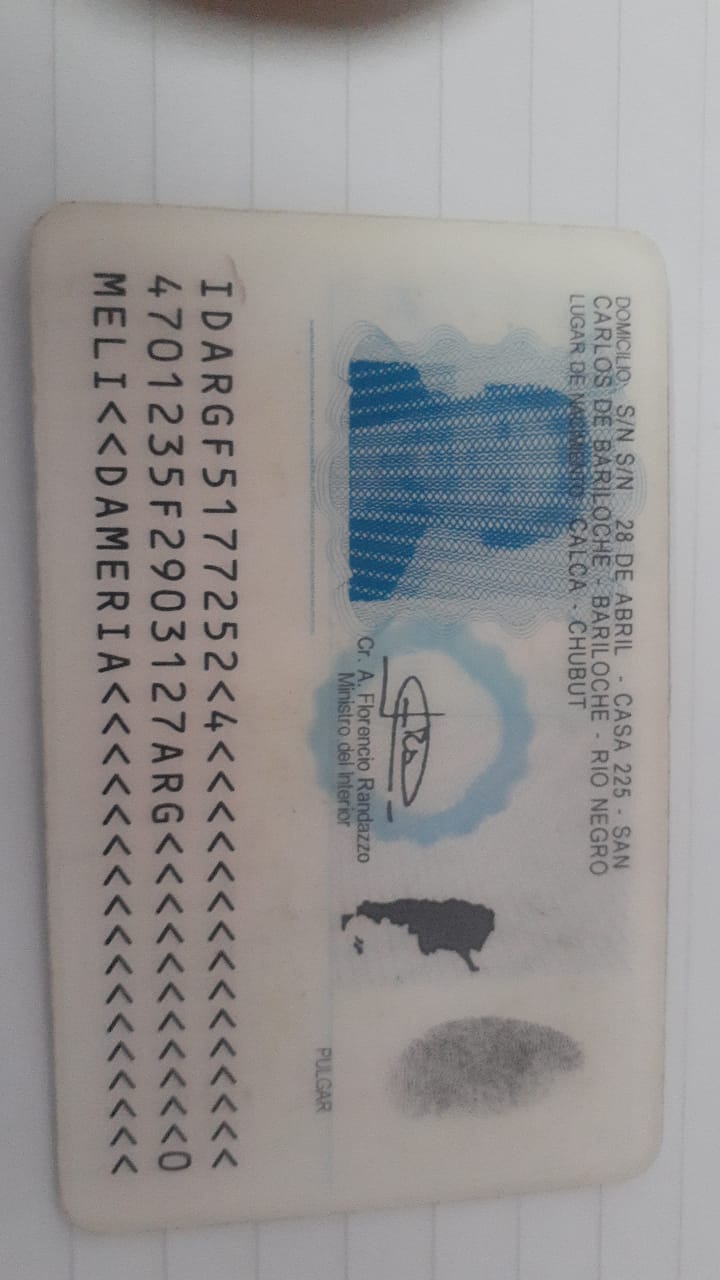 DOMICILIO: S/N S/N 28 DE ABRIL - CASA 225 - SAN
CARLOS DE BARILOCHE - BARILOCHE - RIO NEGRO
LUGAR DE NACIMIENTO: CALCA - CHUBUT
Cr. A. Florencio Randazzo
Ministro del Interior
PULGAR
IDARGF5177252<4<<<<<<<<<<<<<<<
4701235F2903127ARG<<<<<<<<<<<0
MELI<<DAMERIA<<<<<<<<<<<<<<<<<